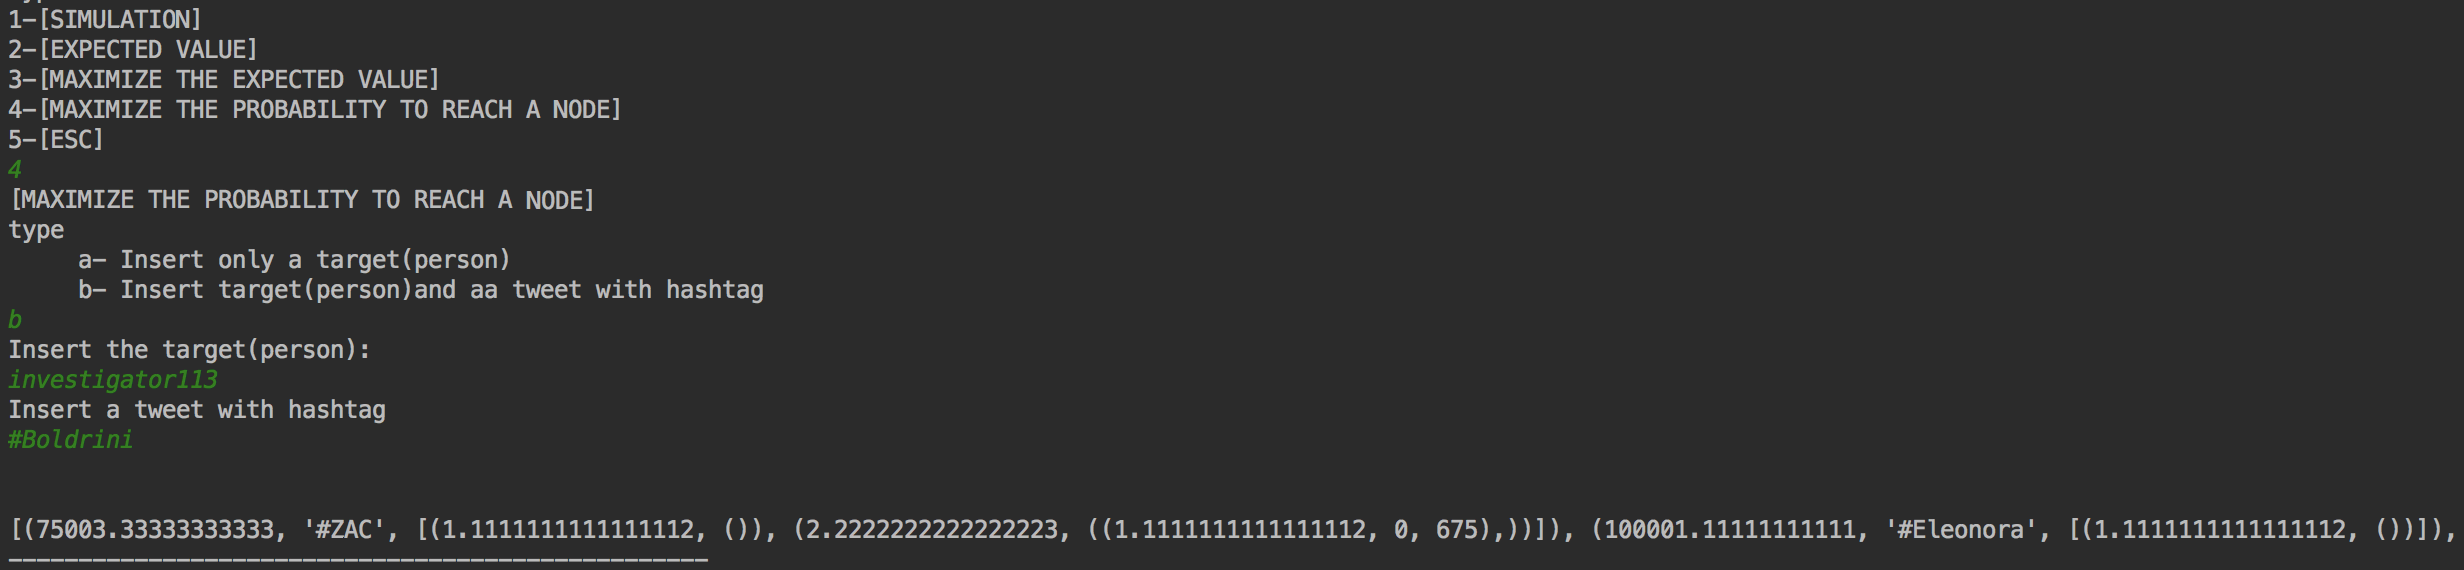 1-[SIMULATION]
2-[EXPECTED VALUE]
3-[MAXIMIZE THE EXPECTED VALUE]
4-[MAXIMIZE THE PROBABILITY TO REACH A NODE]
5-[ESC]
4
[MAXIMIZE THE PROBABILITY TO REACH A NODE]
type
a- Insert only a target(person)
b- Insert target(person)and aa tweet with hashtag
b
Insert the target(person):
investigator113
Insert a tweet with hashtag
#Boldrini
[(75003.33333333333, '#ZAC', [(1.1111111111111112, ()), (2.2222222222222223, ((1.1111111111111112, 0, 675),))]), (100001.11111111111, '#Eleonora', [(1.1111111111111112, ())]),
--------------------------------------------------